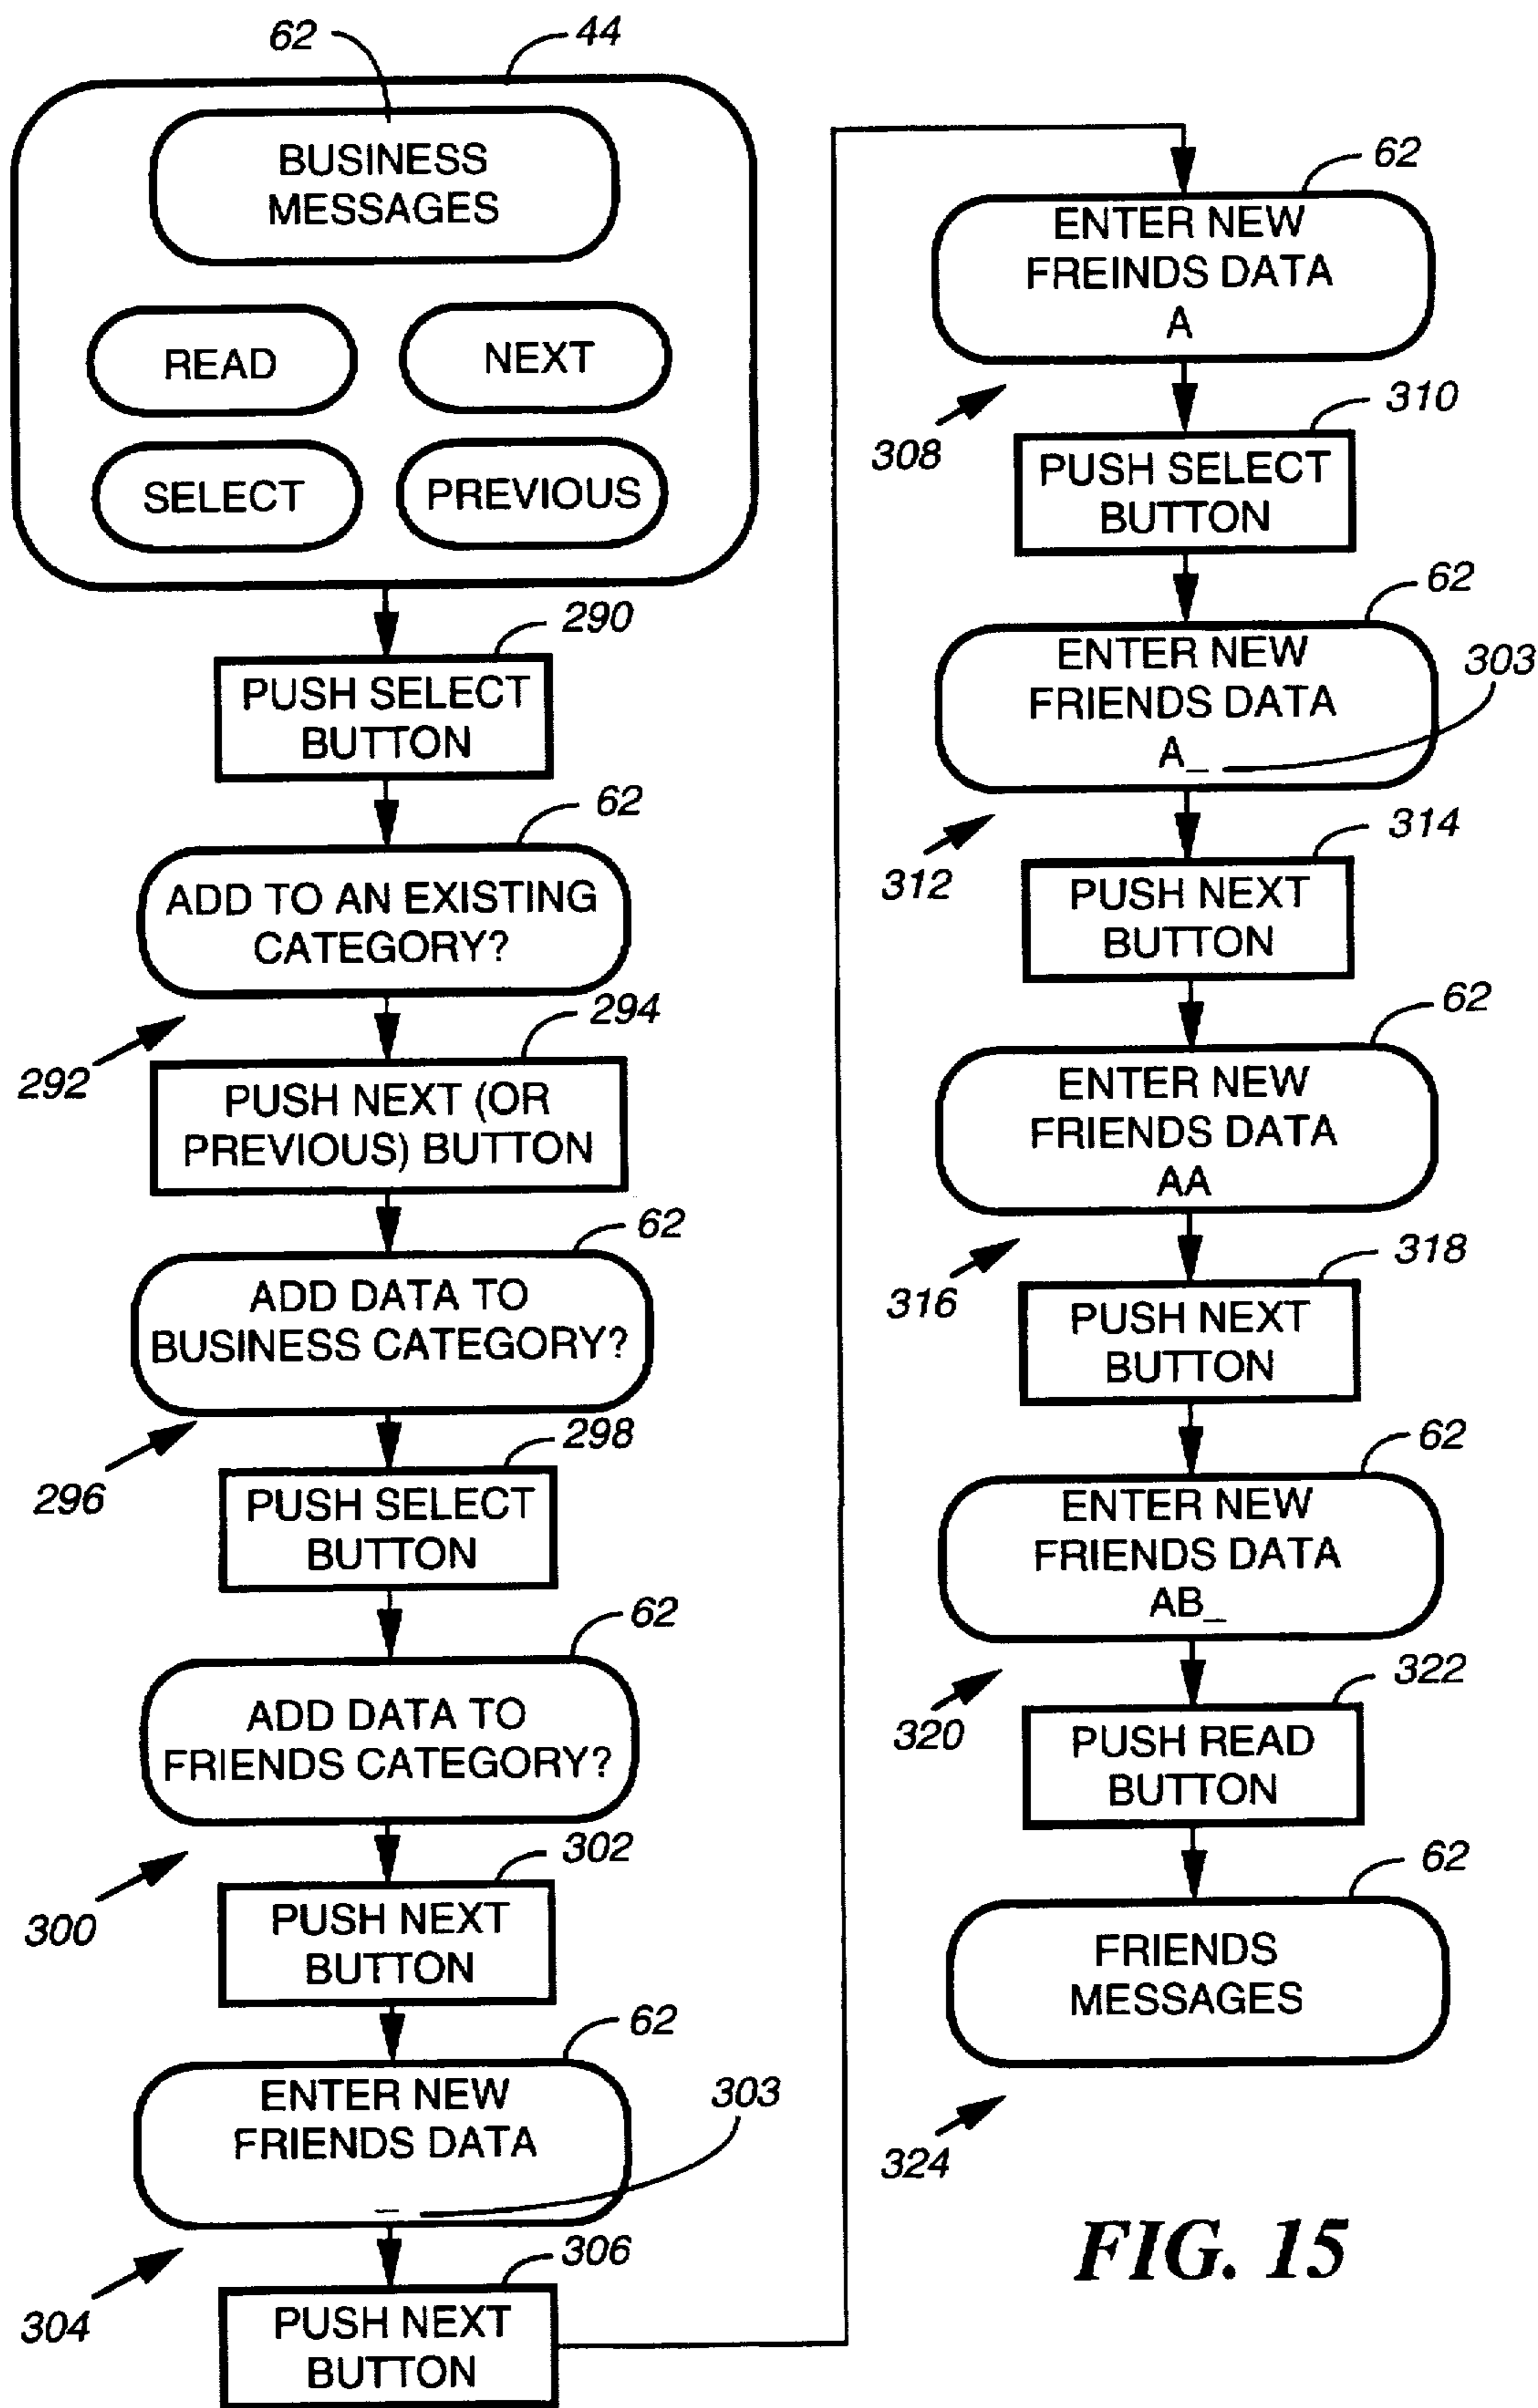 62
44
BUSINESS
MESSAGES
READ
NEXT
SELECT
PREVIOUS
290
PUSH SELECT
BUTTON
62
ADD TO AN EXISTING
CATEGORY?
292
294
PUSH NEXT (OR
PREVIOUS) BUTTON
62
ADD DATA TO
BUSINESS CATEGORY?
296
298
PUSH SELECT
BUTTON
62
ADD DATA TO
FRIENDS CATEGORY?
300
302
PUSH NEXT
BUTTON
62
ENTER NEW
FRIENDS DATA
_
303
304
306
PUSH NEXT
BUTTON
62
ENTER NEW
FREINDS DATA
A
308
310
PUSH SELECT
BUTTON
62
ENTER NEW
FRIENDS DATA
A_
303
312
314
PUSH NEXT
BUTTON
62
ENTER NEW
FRIENDS DATA
AA
316
318
PUSH NEXT
BUTTON
62
ENTER NEW
FRIENDS DATA
AB_
320
322
PUSH READ
BUTTON
62
FRIENDS
MESSAGES
324
FIG. 15